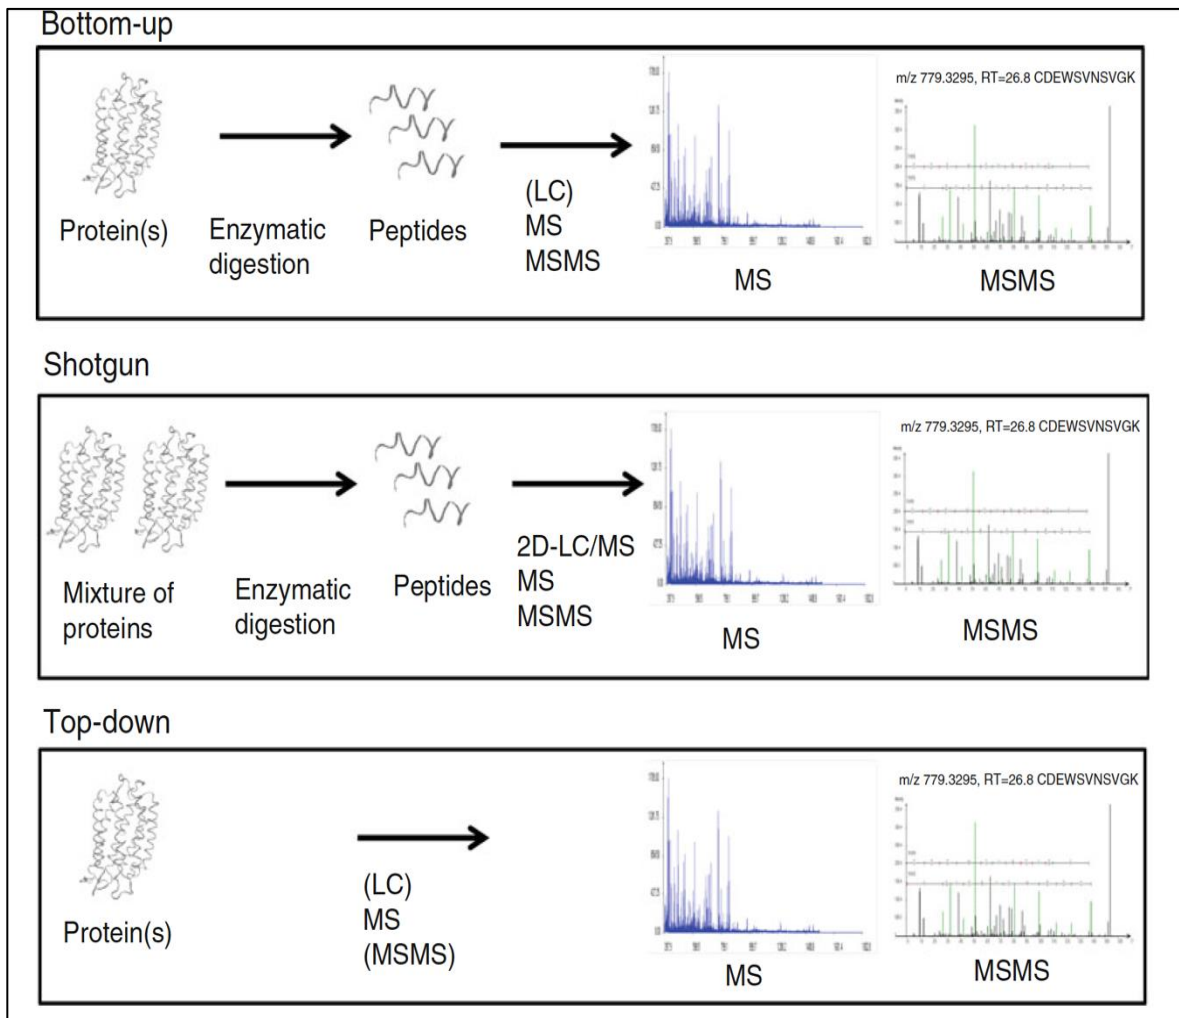 Bottom-up
m/z 779.3295, RT=26.8 CDEWSVNSVGK
Protein(s)
Enzymatic
digestion
Peptides
(LC)
MS
MSMS
MS
MSMS
Shotgun
m/z 779.3295, RT=26.8 CDEWSVNSVGK
Mixture of
proteins
Enzymatic
digestion
Peptides
2D-LC/MS
MS
MSMS
MS
MSMS
Top-down
m/z 779.3295, RT=26.8 CDEWSVNSVGK
Protein(s)
(LC)
MS
(MSMS)
MS
MSMS